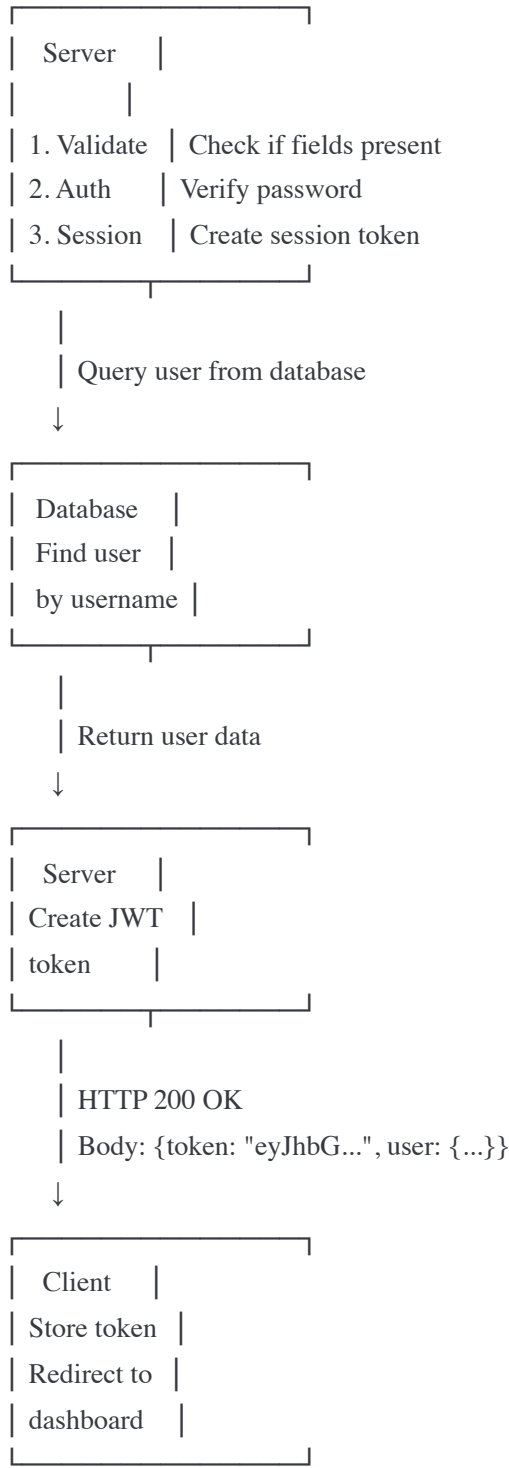 ┌─────────────────┐
│    Server      │
│                │
│ 1. Validate   │ Check if fields present
│ 2. Auth       │ Verify password
│ 3. Session    │ Create session token
└────────┬────────┘
│
│ Query user from database
↓
┌─────────────────┐
│   Database     │
│   Find user    │
│   by username  │
└────────┬────────┘
│
│ Return user data
↓
┌─────────────────┐
│    Server      │
│ Create JWT     │
│ token          │
└────────┬────────┘
│
│ HTTP 200 OK
│ Body: {token: "eyJhbG...", user: {...}}
↓
┌─────────────────┐
│    Client      │
│ Store token    │
│ Redirect to    │
│ dashboard      │
└─────────────────┘